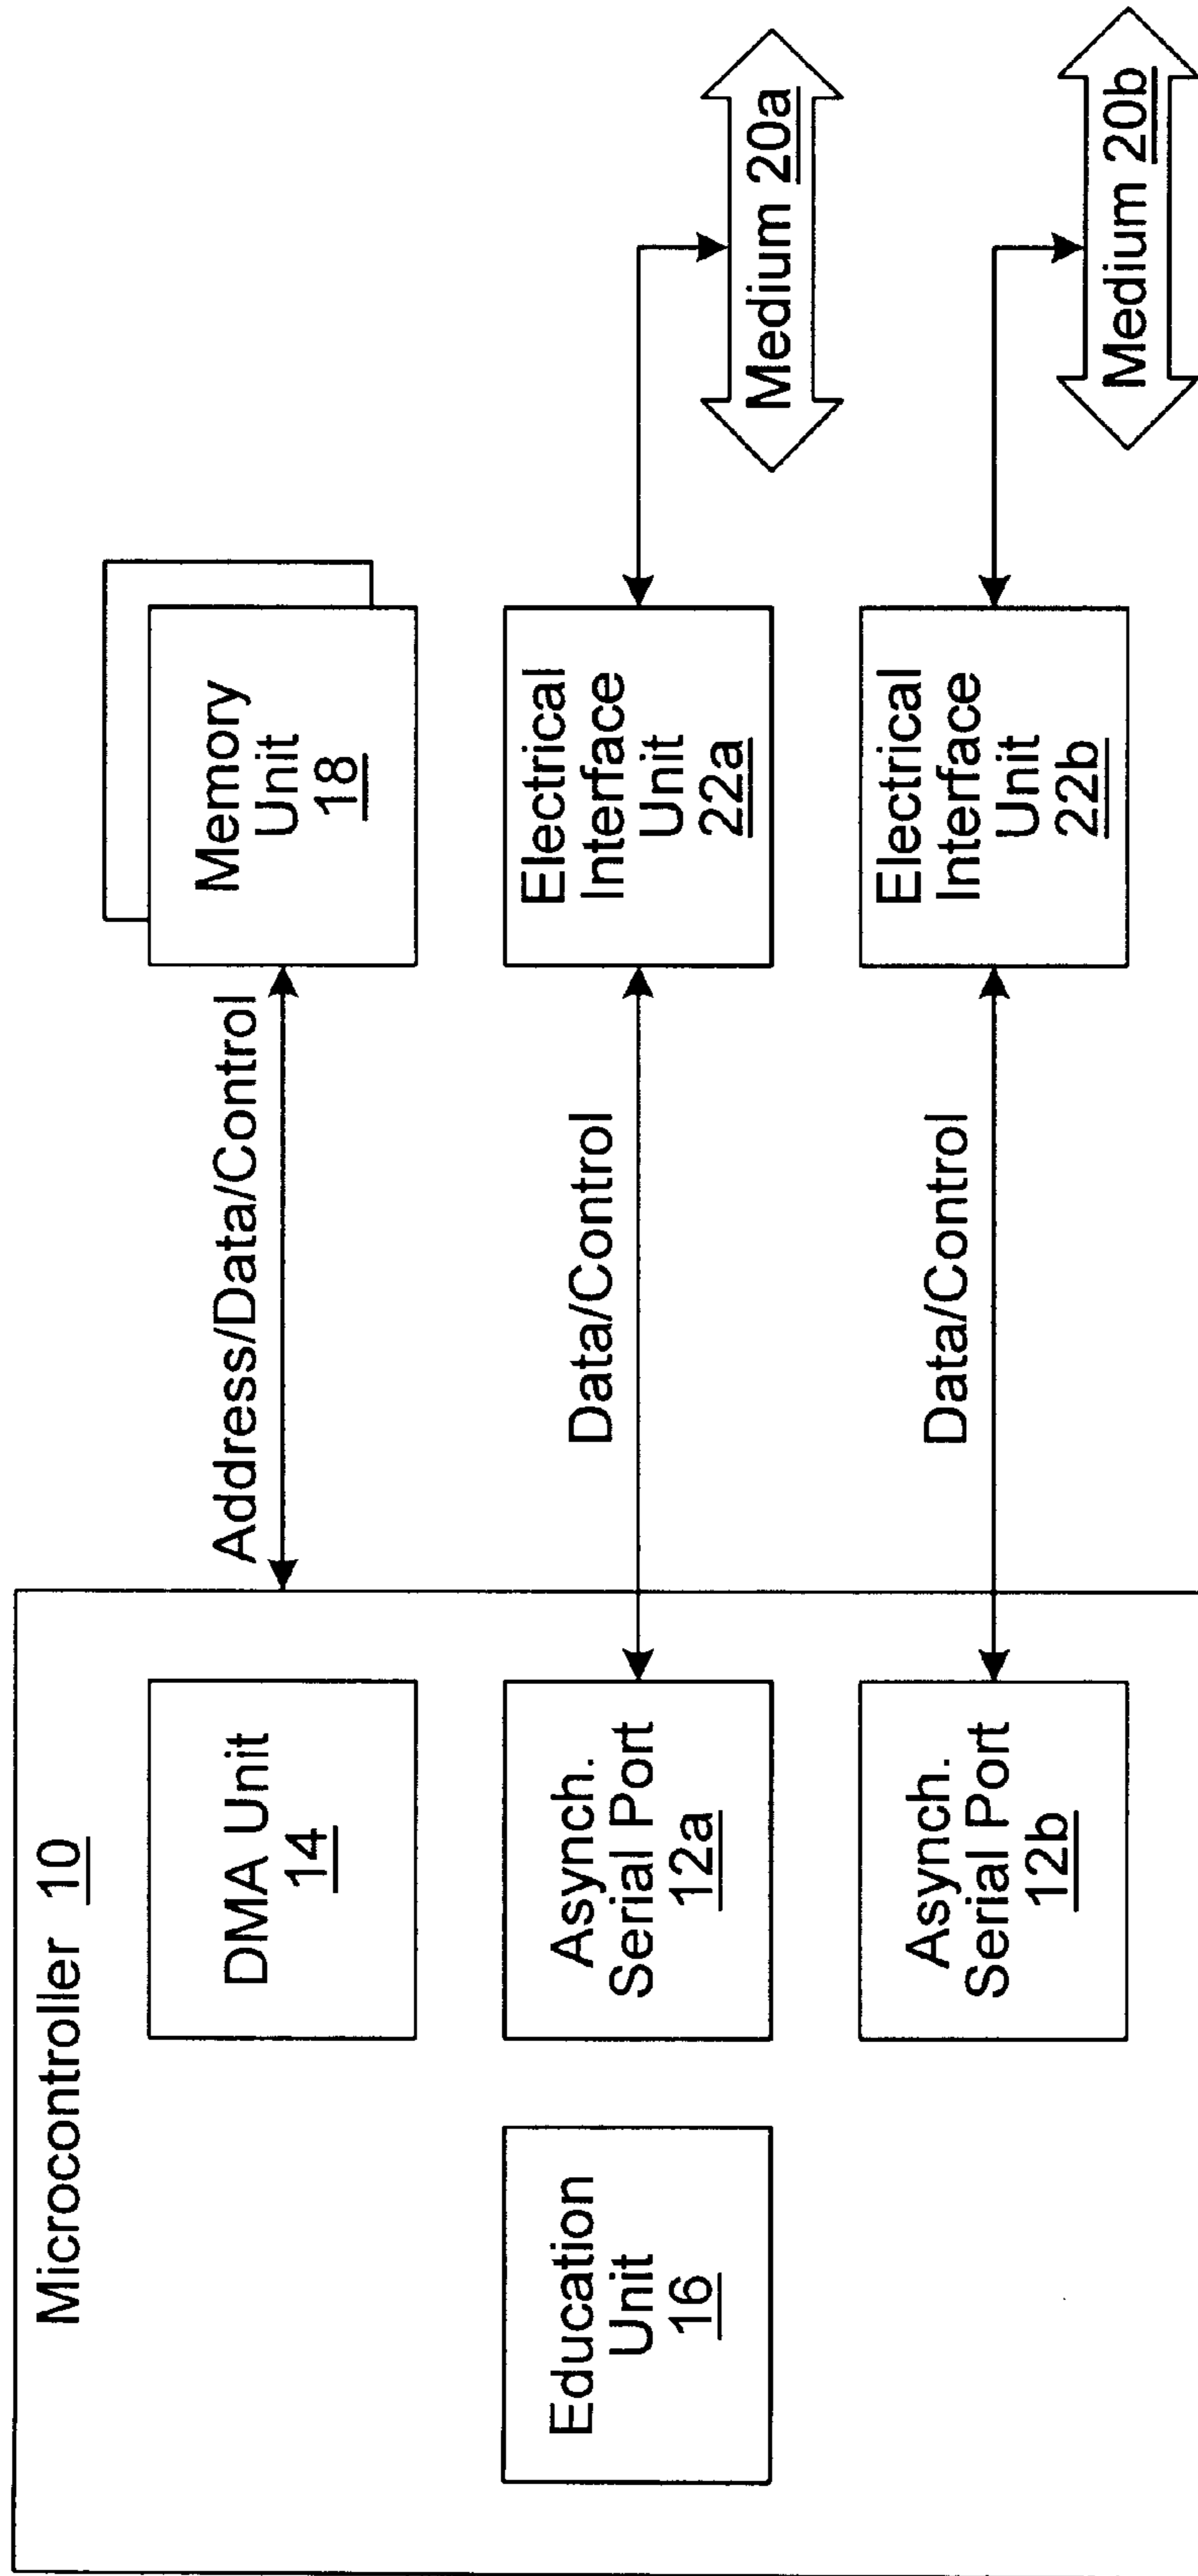 Microcontroller 10
DMA Unit
14
Education
Unit
16
Asynch.
Serial Port
12a
Asynch.
Serial Port
12b
Address/Data/Control
Data/Control
Data/Control
Memory
Unit
18
Electrical
Interface
Unit
22a
Electrical
Interface
Unit
22b
Medium 20a
Medium 20b